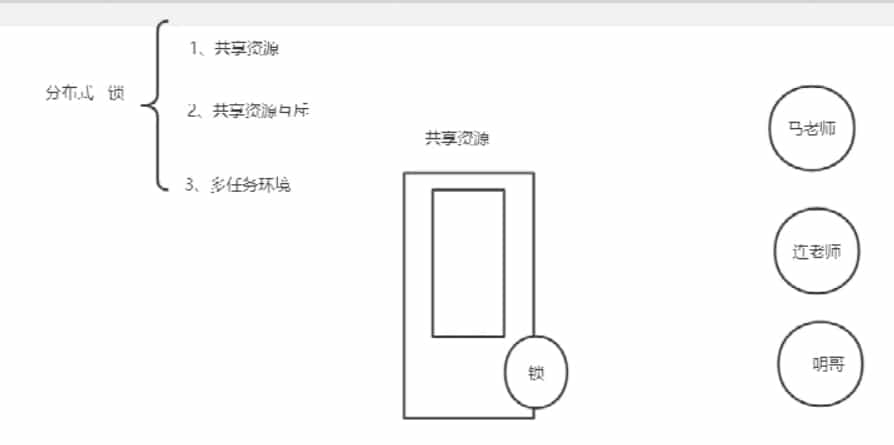 分布式 锁
1、共享资源
2、共享资源互斥
3、多任务环境
共享资源
锁
马老师
连老师
明哥